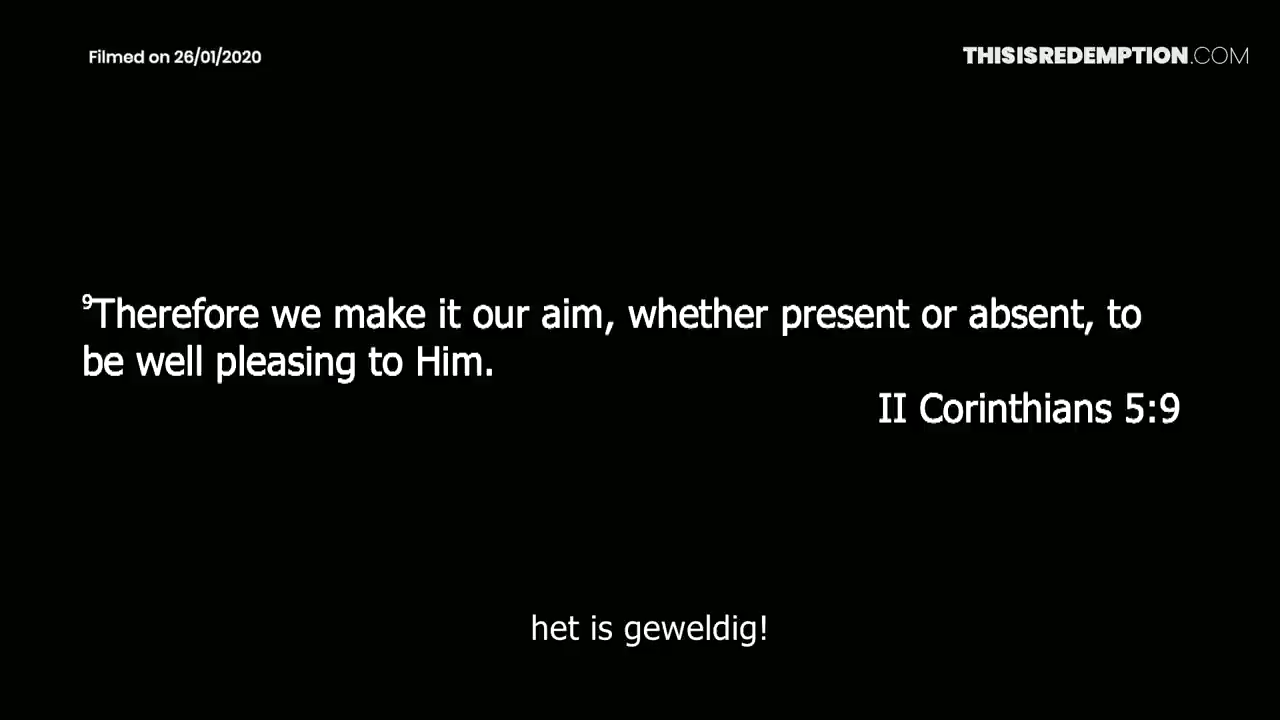 Filmed on 26/01/2020
THISISREDEMPTION.COM
⁹Therefore we make it our aim, whether present or absent, to
be well pleasing to Him.
II Corinthians 5:9
het is geweldig!